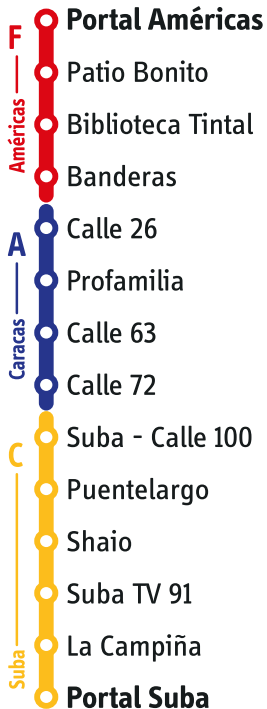 F
Américas
Portal Américas
Patio Bonito
Biblioteca Tintal
Banderas
A
Caracas
Calle 26
Profamilia
Calle 63
Calle 72
C
Suba
Suba - Calle 100
Puentelargo
Shaio
Suba TV 91
La Campiña
Portal Suba